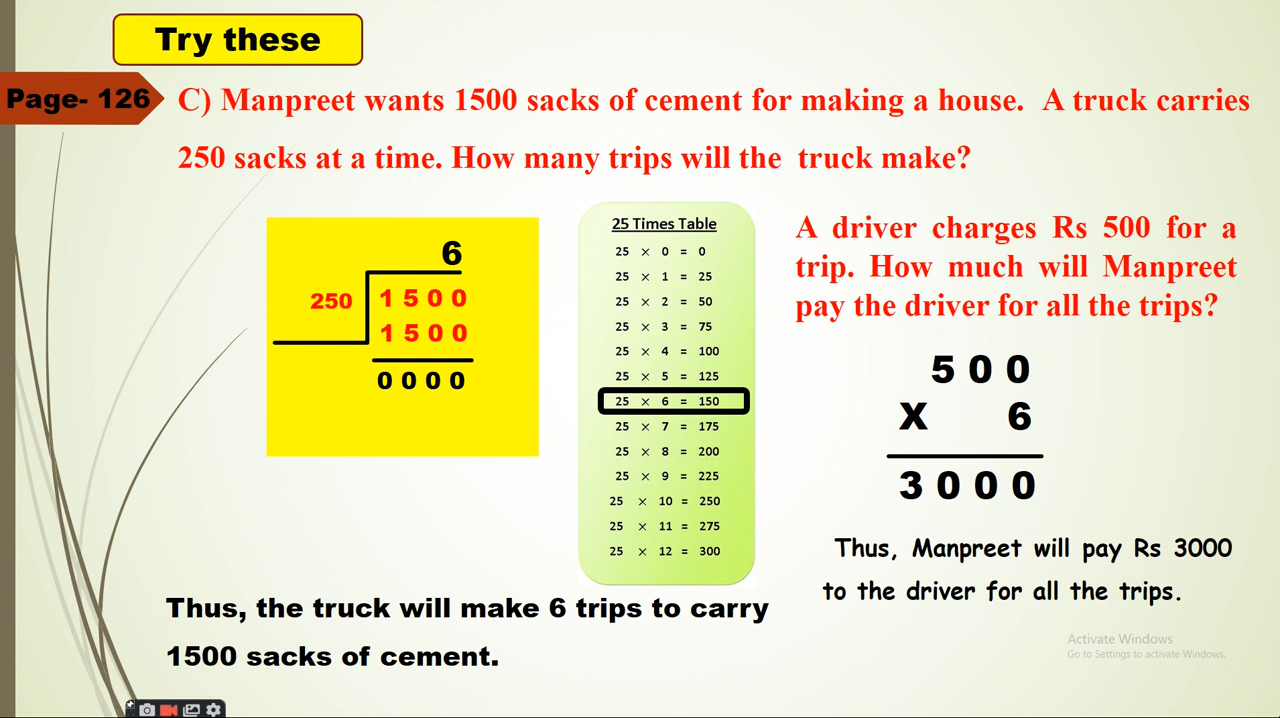 Try these
Page- 126
C) Manpreet wants 1500 sacks of cement for making a house. A truck carries
250 sacks at a time. How many trips will the truck make?
6
250 1 5 0 0
1 5 0 0
0 0 0 0
25 Times Table
25 × 0 = 0
25 × 1 = 25
25 × 2 = 50
25 × 3 = 75
25 × 4 = 100
25 × 5 = 125
25 × 6 = 150
25 × 7 = 175
25 × 8 = 200
25 × 9 = 225
25 × 10 = 250
25 × 11 = 275
25 × 12 = 300
A driver charges Rs 500 for a
trip. How much will Manpreet
pay the driver for all the trips?
5 0 0
X 6
3 0 0 0
Thus, Manpreet will pay Rs 3000
to the driver for all the trips.
Thus, the truck will make 6 trips to carry
1500 sacks of cement.
Activate Windows
Go to Settings to activate Windows.